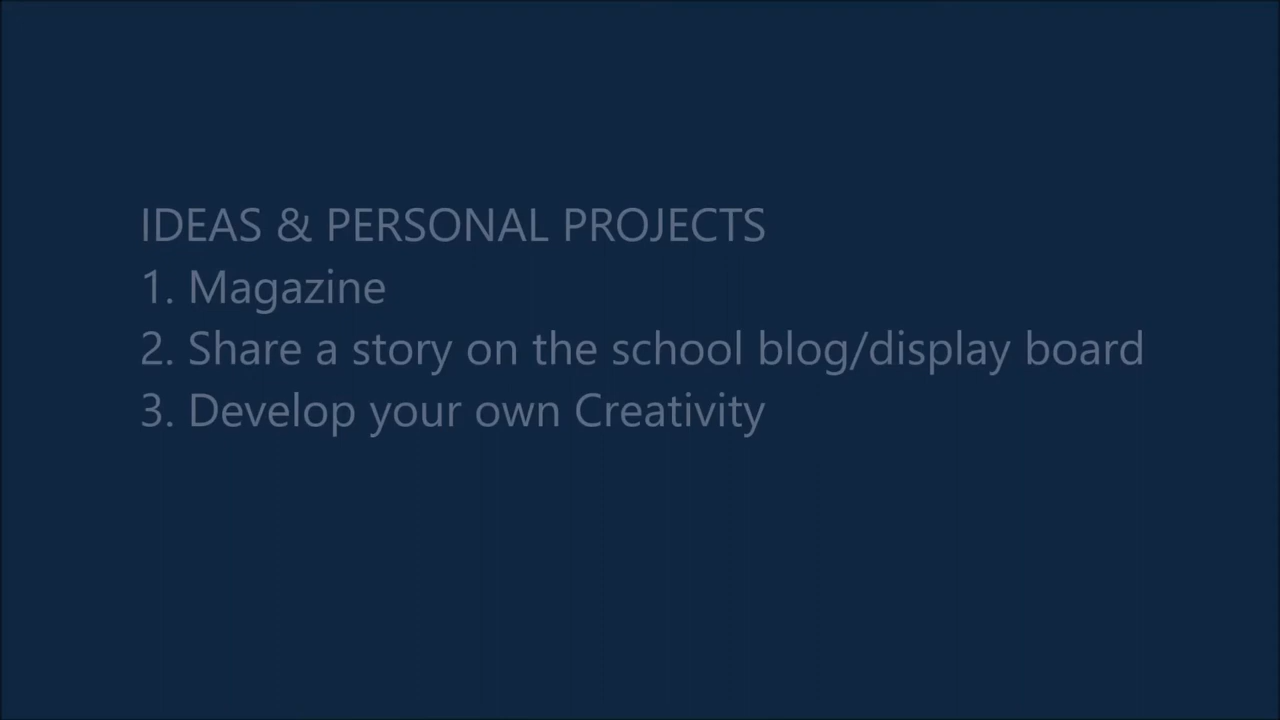 IDEAS & PERSONAL PROJECTS
1. Magazine
2. Share a story on the school blog/display board
3. Develop your own Creativity